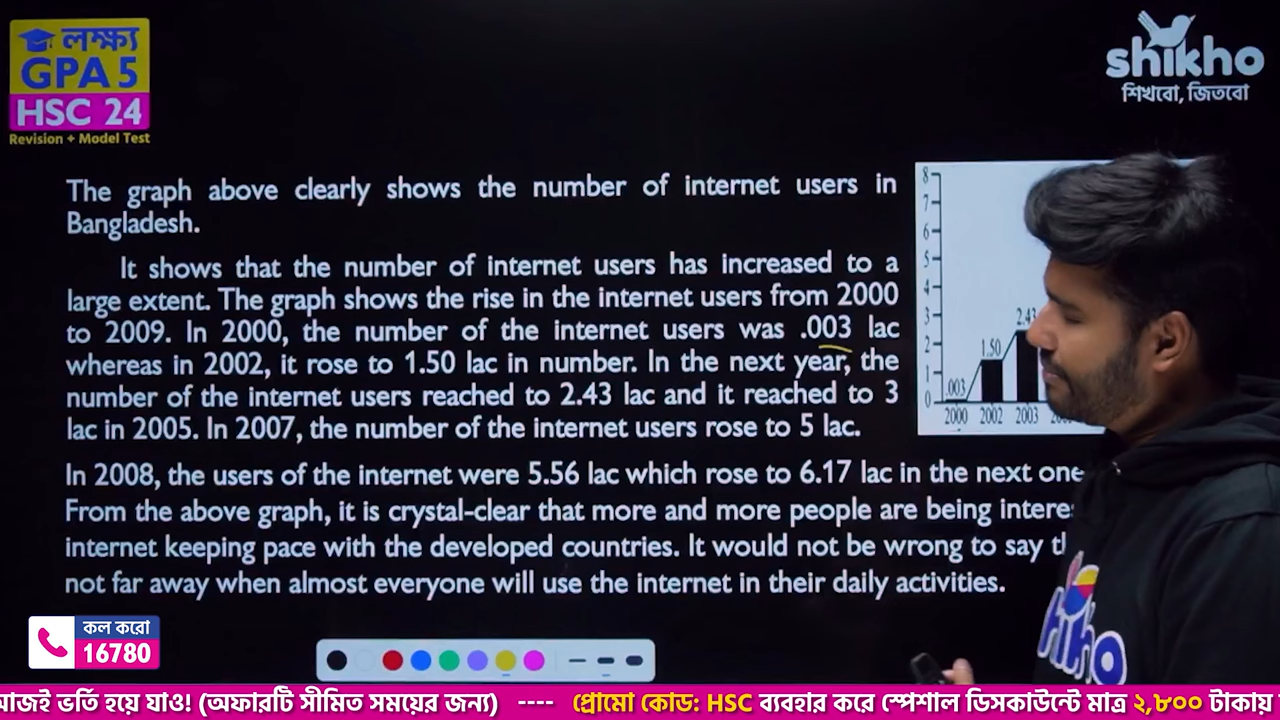 লক্ষ্য
GPA 5
HSC 24
Revision + Model Test
shikho
শিখবো, জিতবো
The graph above clearly shows the number of internet users in
Bangladesh.
It shows that the number of internet users has increased to a
large extent. The graph shows the rise in the internet users from 2000
to 2009. In 2000, the number of the internet users was .003 lac
whereas in 2002, it rose to 1.50 lac in number. In the next year, the
number of the internet users reached to 2.43 lac and it reached to 3
lac in 2005. In 2007, the number of the internet users rose to 5 lac.
In 2008, the users of the internet were 5.56 lac which rose to 6.17 lac in the next one
From the above graph, it is crystal-clear that more and more people are being
internet keeping pace with the developed countries. It would not be wrong to say
not far away when almost everyone will use the internet in their daily activities.
8
7
6
5
4
3
2
1
0
.003
1.50
2.43
2000 2002 2003
কল করো
16780
আজই ভর্তি হয়ে যাও! (অফারটি সীমিত সময়ের জন্য) ---- প্রোমো কোড: HSC ব্যবহার করে স্পেশাল ডিসকাউন্টে মাত্র ২,৮০০ টাকায়